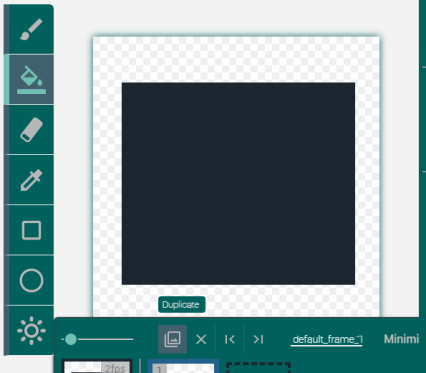 Duplicate
default_frame_1 Minimi
2fps 1